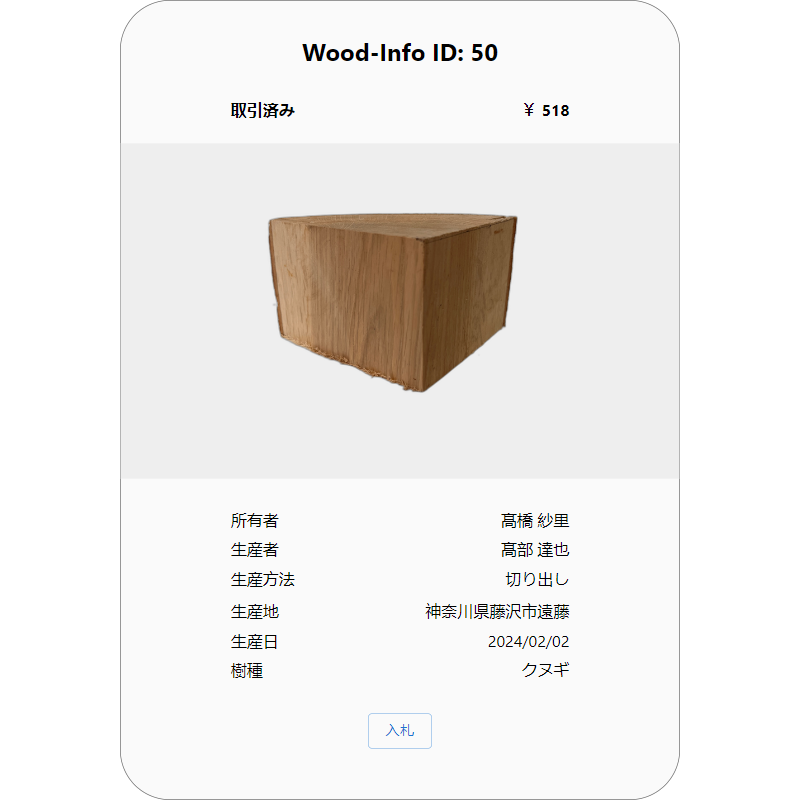 Wood-Info ID: 50
取引済み ￥ 518
所有者 髙橋 紗里
生産者 髙部 達也
生産方法 切り出し
生産地 神奈川県藤沢市遠藤
生産日 2024/02/02
樹種 クヌギ
入札